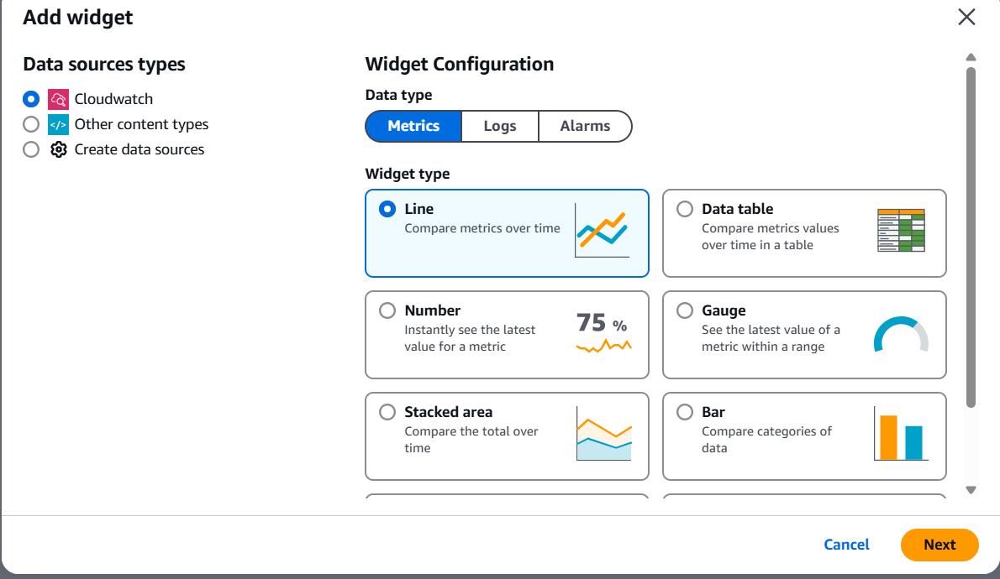 Add widget
Data sources types
Cloudwatch
</> Other content types
Create data sources
Widget Configuration
Data type
Metrics Logs Alarms
Widget type
Line
Compare metrics over time
Data table
Compare metrics values
over time in a table
Number
Instantly see the latest
value for a metric
75 %
Gauge
See the latest value of a
metric within a range
Stacked area
Compare the total over
time
Bar
Compare categories of
data
Cancel Next